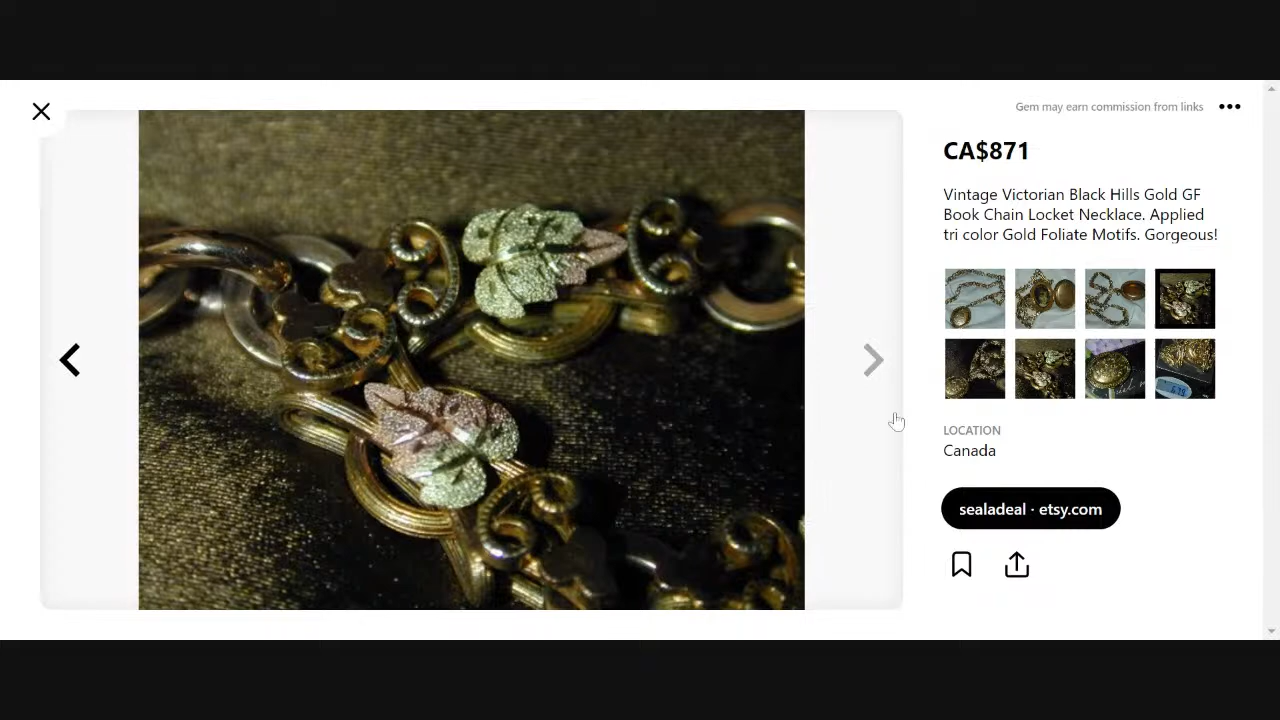 Gem may earn commission from links
CA$871
Vintage Victorian Black Hills Gold GF
Book Chain Locket Necklace. Applied
tri color Gold Foliate Motifs. Gorgeous!
LOCATION
Canada
sealadeal · etsy.com